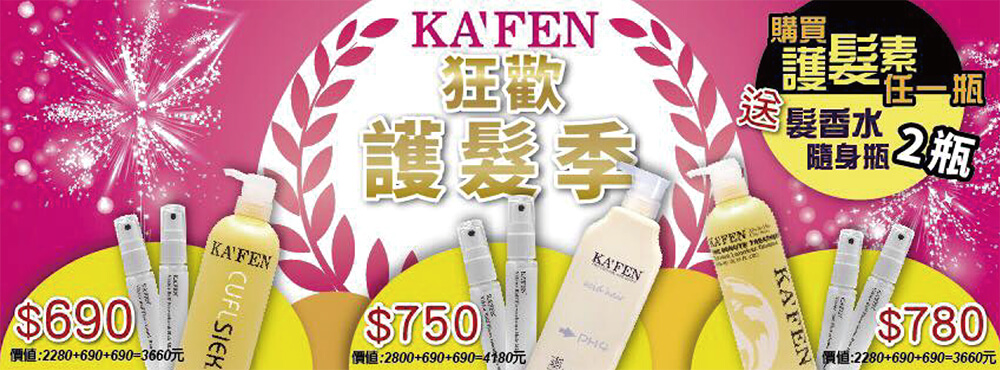 KA'FEN
狂歡
護髮季
購買
護髮素
任一瓶
送
髮香水
隨身瓶
2瓶
KA'FEN
$690
價值:2280+690+690=3660元
KA'FEN
acid hair
PH4
$750
價值:2800+690+690=4180元
KA'FEN
KA'FEN
$780
價值:2280+690+690=3660元